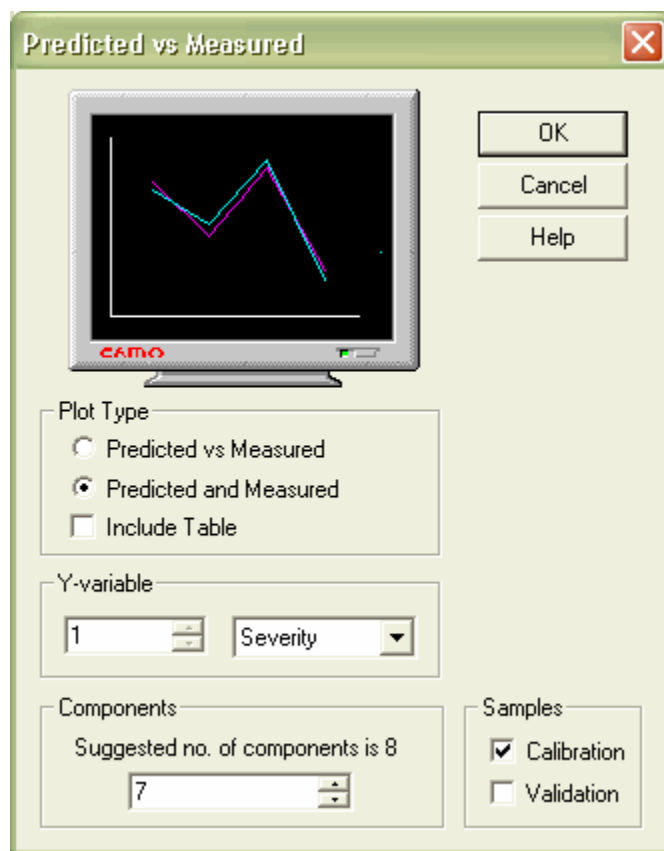 Predicted vs Measured
OK
Cancel
Help
CAMO
Plot Type
Predicted vs Measured
Predicted and Measured
Include Table
Y-variable
1
Severity
Components
Suggested no. of components is 8
7
Samples
Calibration
Validation